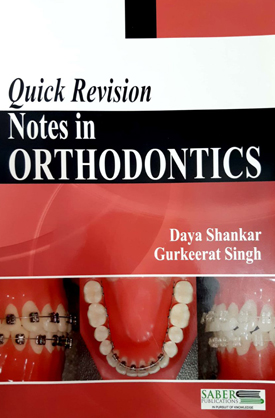 Quick Revision
Notes in
ORTHODONTICS
Daya Shankar
Gurkeerat Singh
SABER
PUBLICATIONS
IN PURSUIT OF KNOWLEDGE